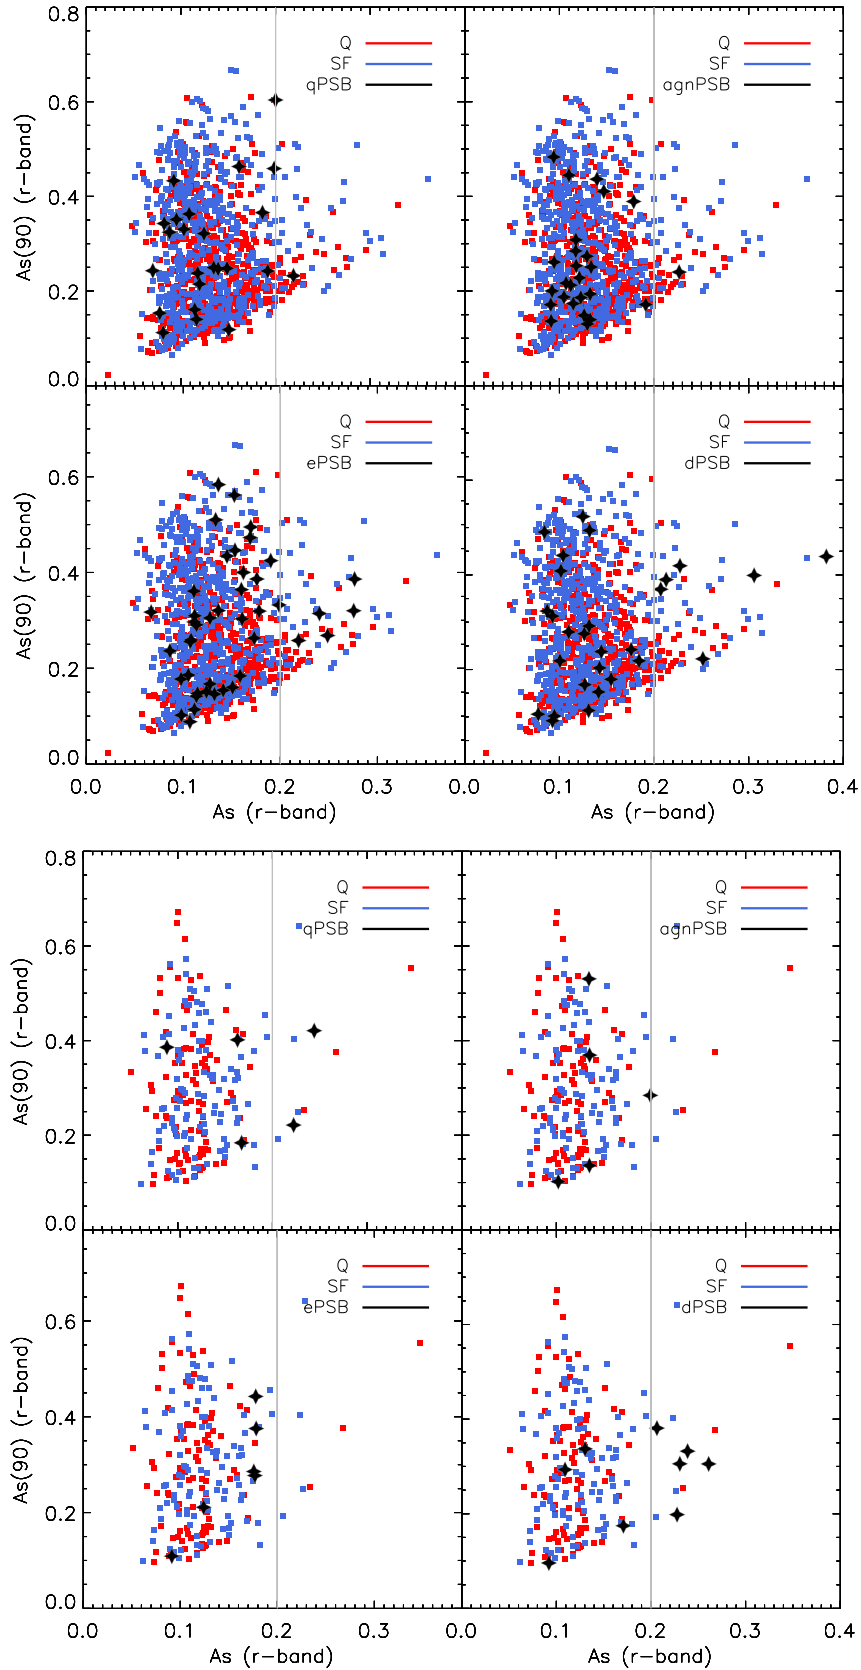 0.8
Q
SF
qPSB
Q
SF
agnPSB
0.6
0.4
0.2
0.0
As(90) (r-band)
Q
SF
ePSB
Q
SF
dPSB
0.6
0.4
0.2
0.0
As(90) (r-band)
0.0 0.1 0.2 0.3 0.0 0.1 0.2 0.3 0.4
As (r-band) As (r-band)
0.8
Q
SF
qPSB
Q
SF
agnPSB
0.6
0.4
0.2
0.0
As(90) (r-band)
Q
SF
ePSB
Q
SF
dPSB
0.6
0.4
0.2
0.0
As(90) (r-band)
0.0 0.1 0.2 0.3 0.0 0.1 0.2 0.3 0.4
As (r-band) As (r-band)